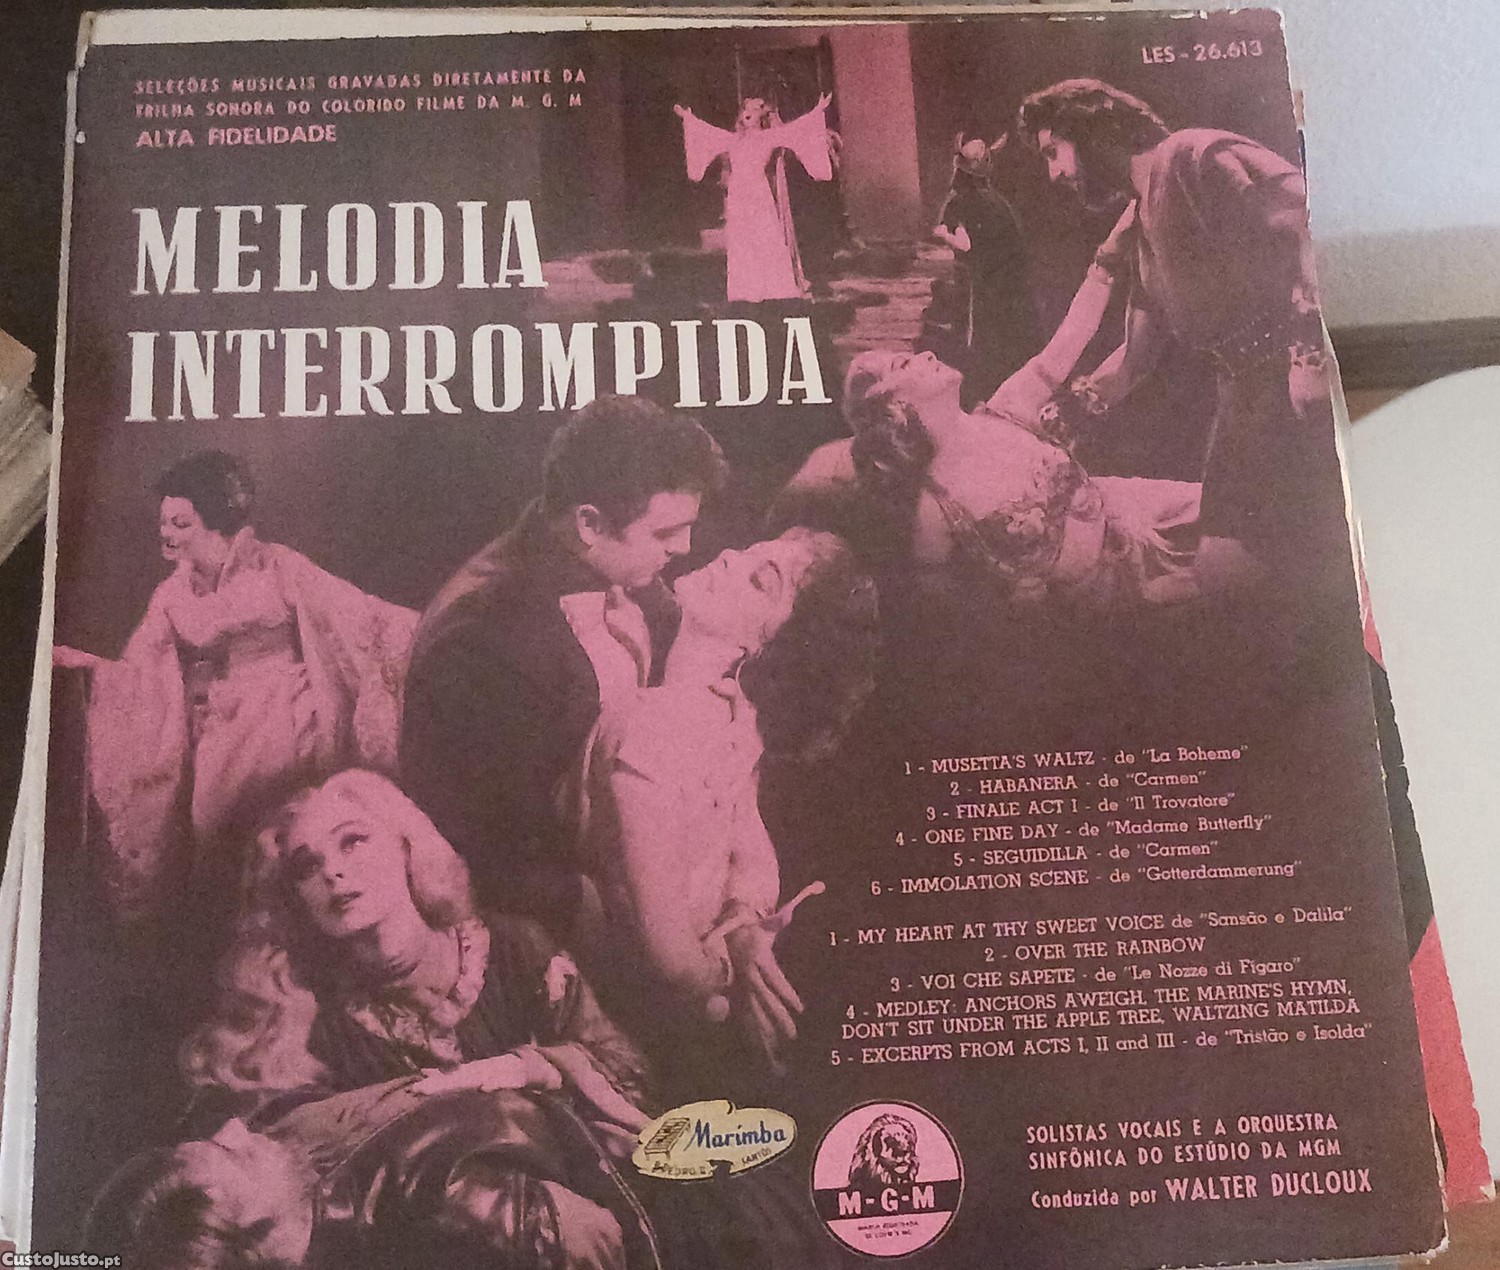 LES - 26.613
SELEÇÕES MUSICAIS GRAVADAS DIRETAMENTE DA
TRILHA SONORA DO COLORIDO FILME DA M. G. M
ALTA FIDELIDADE
MELODIA
INTERROMPIDA
1 - MUSETTA'S WALTZ - de "La Boheme"
2 - HABANERA - de "Carmen"
3 - FINALE ACT I - de "Il Trovatore"
4 - ONE FINE DAY - de "Madame Butterfly"
5 - SEGUIDILLA - de "Carmen"
6 - IMMOLATION SCENE - de "Gotterdammerung"
1 - MY HEART AT THY SWEET VOICE de "Sansão e Dalila"
2 - OVER THE RAINBOW
3 - VOI CHE SAPETE - de "Le Nozze di Figaro"
4 - MEDLEY: ANCHORS AWEIGH, THE MARINE'S HYMN,
DON'T SIT UNDER THE APPLE TREE, WALTZING MATILDA
5 - EXCERPTS FROM ACTS I, II and III - de "Tristão e Isolda"
Marimba
PEDRO II
SANTOS
M-G-M
MARCA REGISTRADA
SOLISTAS VOCAIS E A ORQUESTRA
SINFÔNICA DO ESTÚDIO DA MGM
Conduzida por WALTER DUCLOUX
CustoJusto.pt